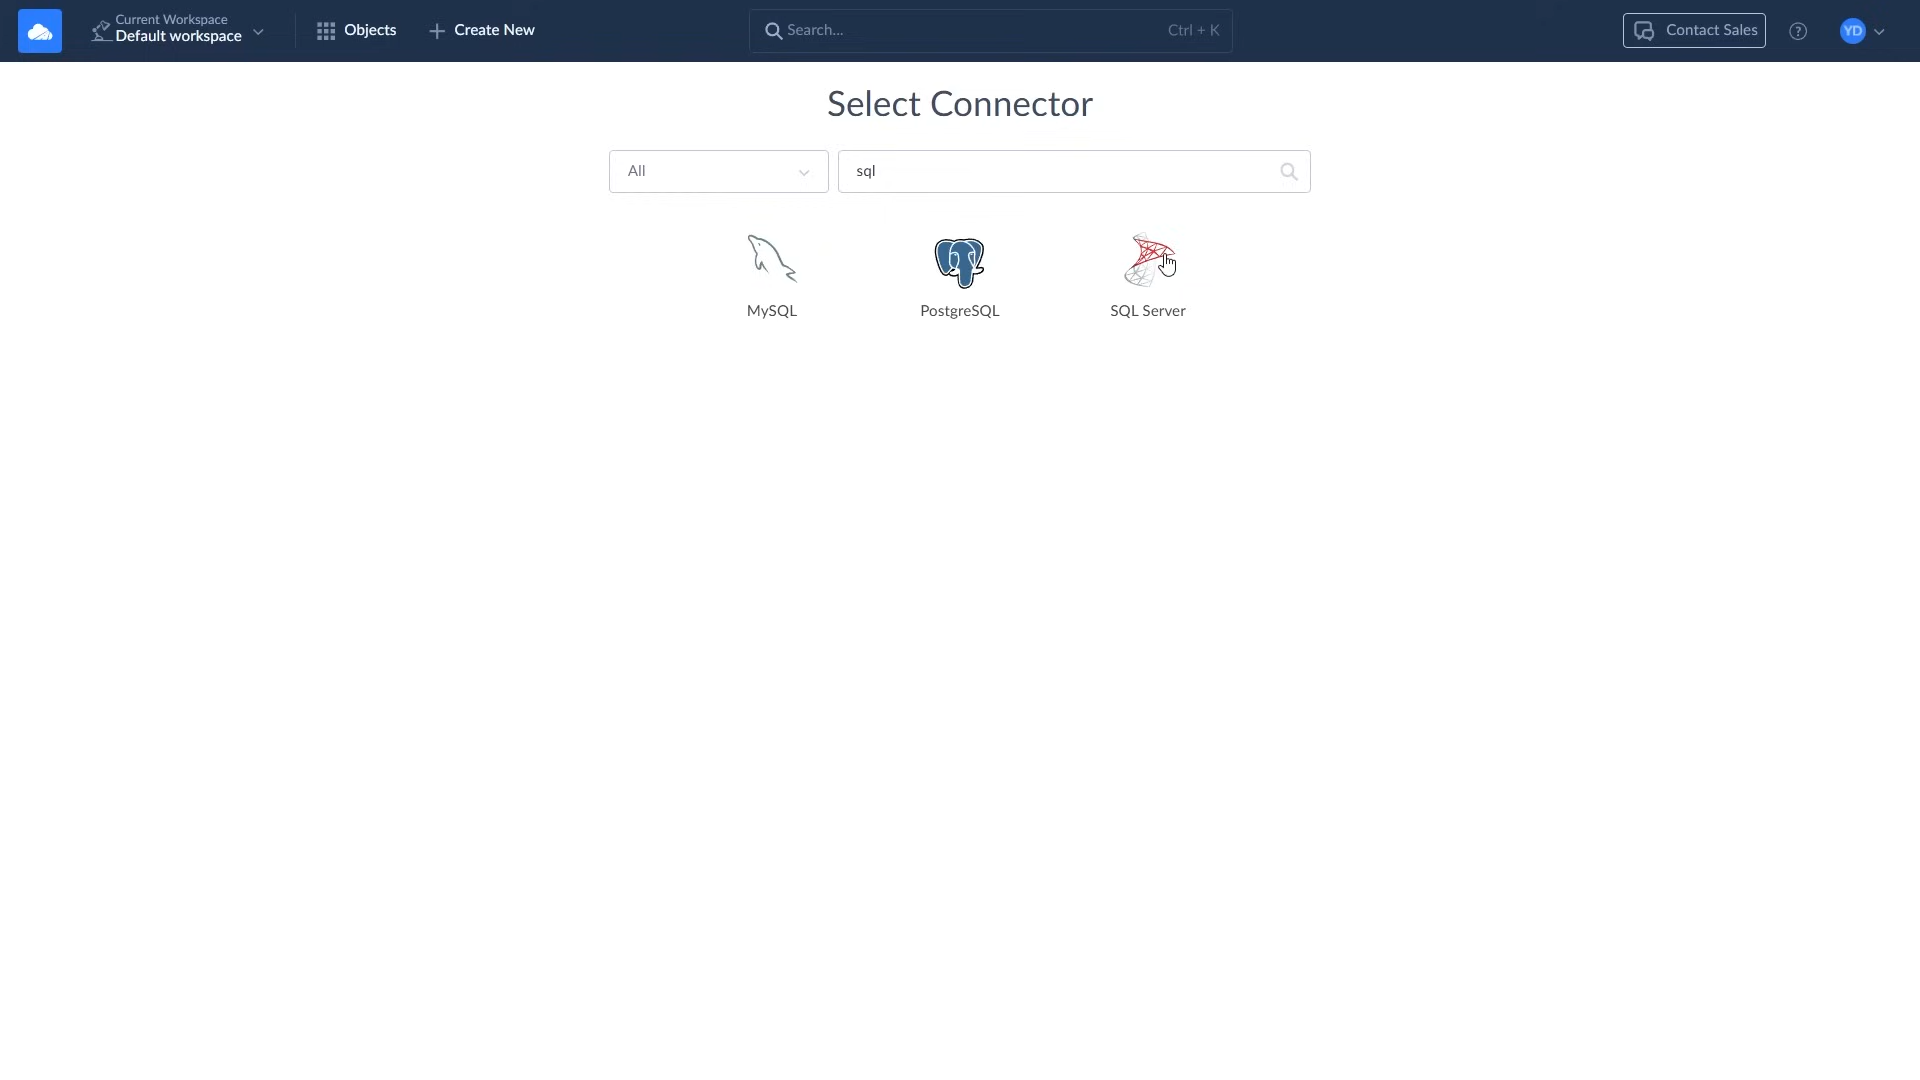 Current Workspace
Default workspace
Objects
Create New
Search...
Ctrl + K
Contact Sales
?
YD
Select Connector
All
sql
MySQL
PostgreSQL
SQL Server